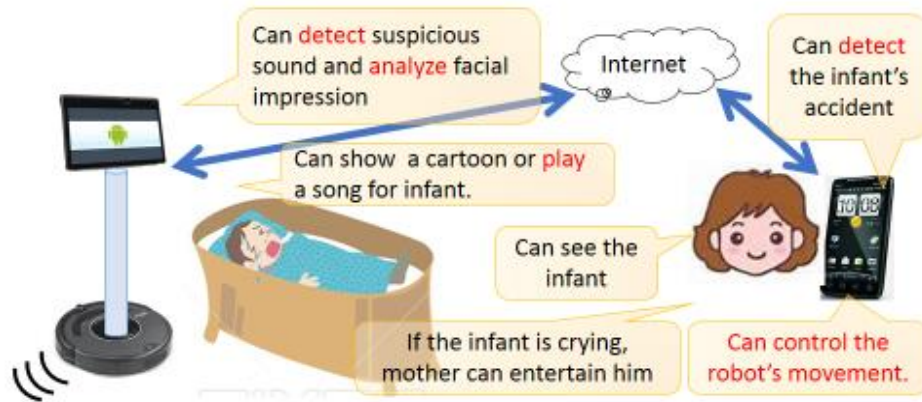 Can detect suspicious
sound and analyze facial
impression
Internet
Can detect
the infant's
accident
Can show a cartoon or play
a song for infant.
10 08
Can see the
infant
If the infant is crying,
mother can entertain him
Can control the
robot's movement.